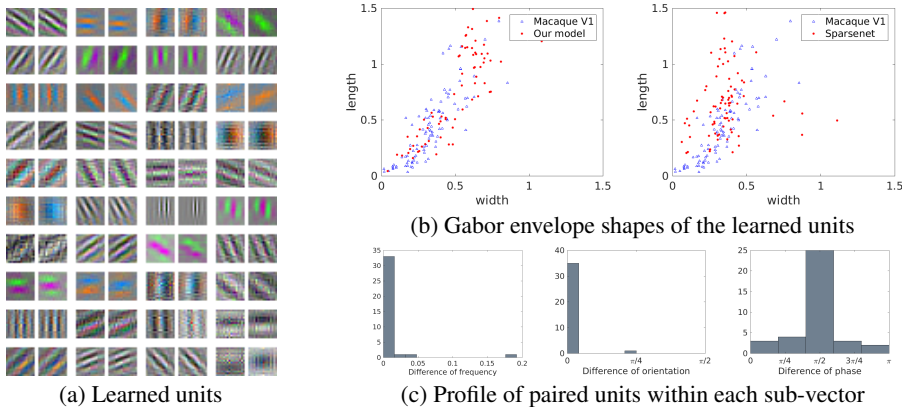 1.5
1
0.5
0
0
0.5
1
1.5
length
width
Macaque V1
Our model
1.5
1
0.5
0
0
0.5
1
1.5
length
width
Macaque V1
Sparsenet
(b) Gabor envelope shapes of the learned units
35
30
25
20
15
10
5
0
0
0.05
0.1
0.15
0.2
Difference of frequency
40
30
20
10
0
0
π/4
π/2
Difference of orientation
25
20
15
10
5
0
0
π/4
π/2
3π/4
π
Difference of phase
(a) Learned units
(c) Profile of paired units within each sub-vector